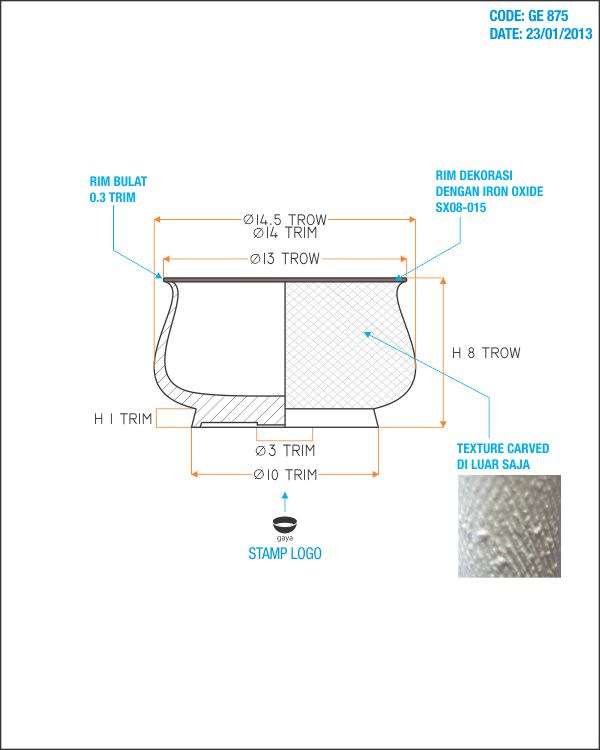 CODE: GE 875
DATE: 23/01/2013
RIM BULAT
0.3 TRIM
RIM DEKORASI
DENGAN IRON OXIDE
SX08-015
Ø14.5 TROW
Ø14 TRIM
Ø13 TROW
H 8 TROW
H 1 TRIM
Ø3 TRIM
Ø10 TRIM
TEXTURE CARVED
DI LUAR SAJA
gaya
STAMP LOGO